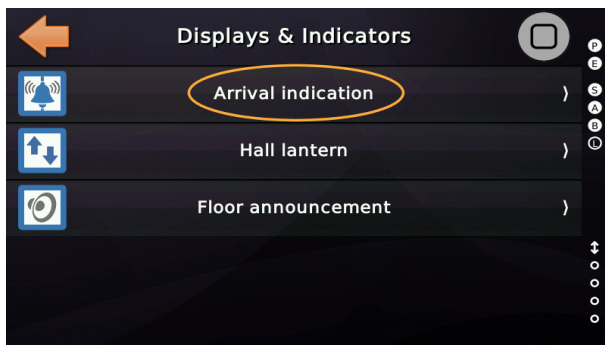 Displays & Indicators
Arrival indication
Hall lantern
Floor announcement
P
E
S
A
B
L